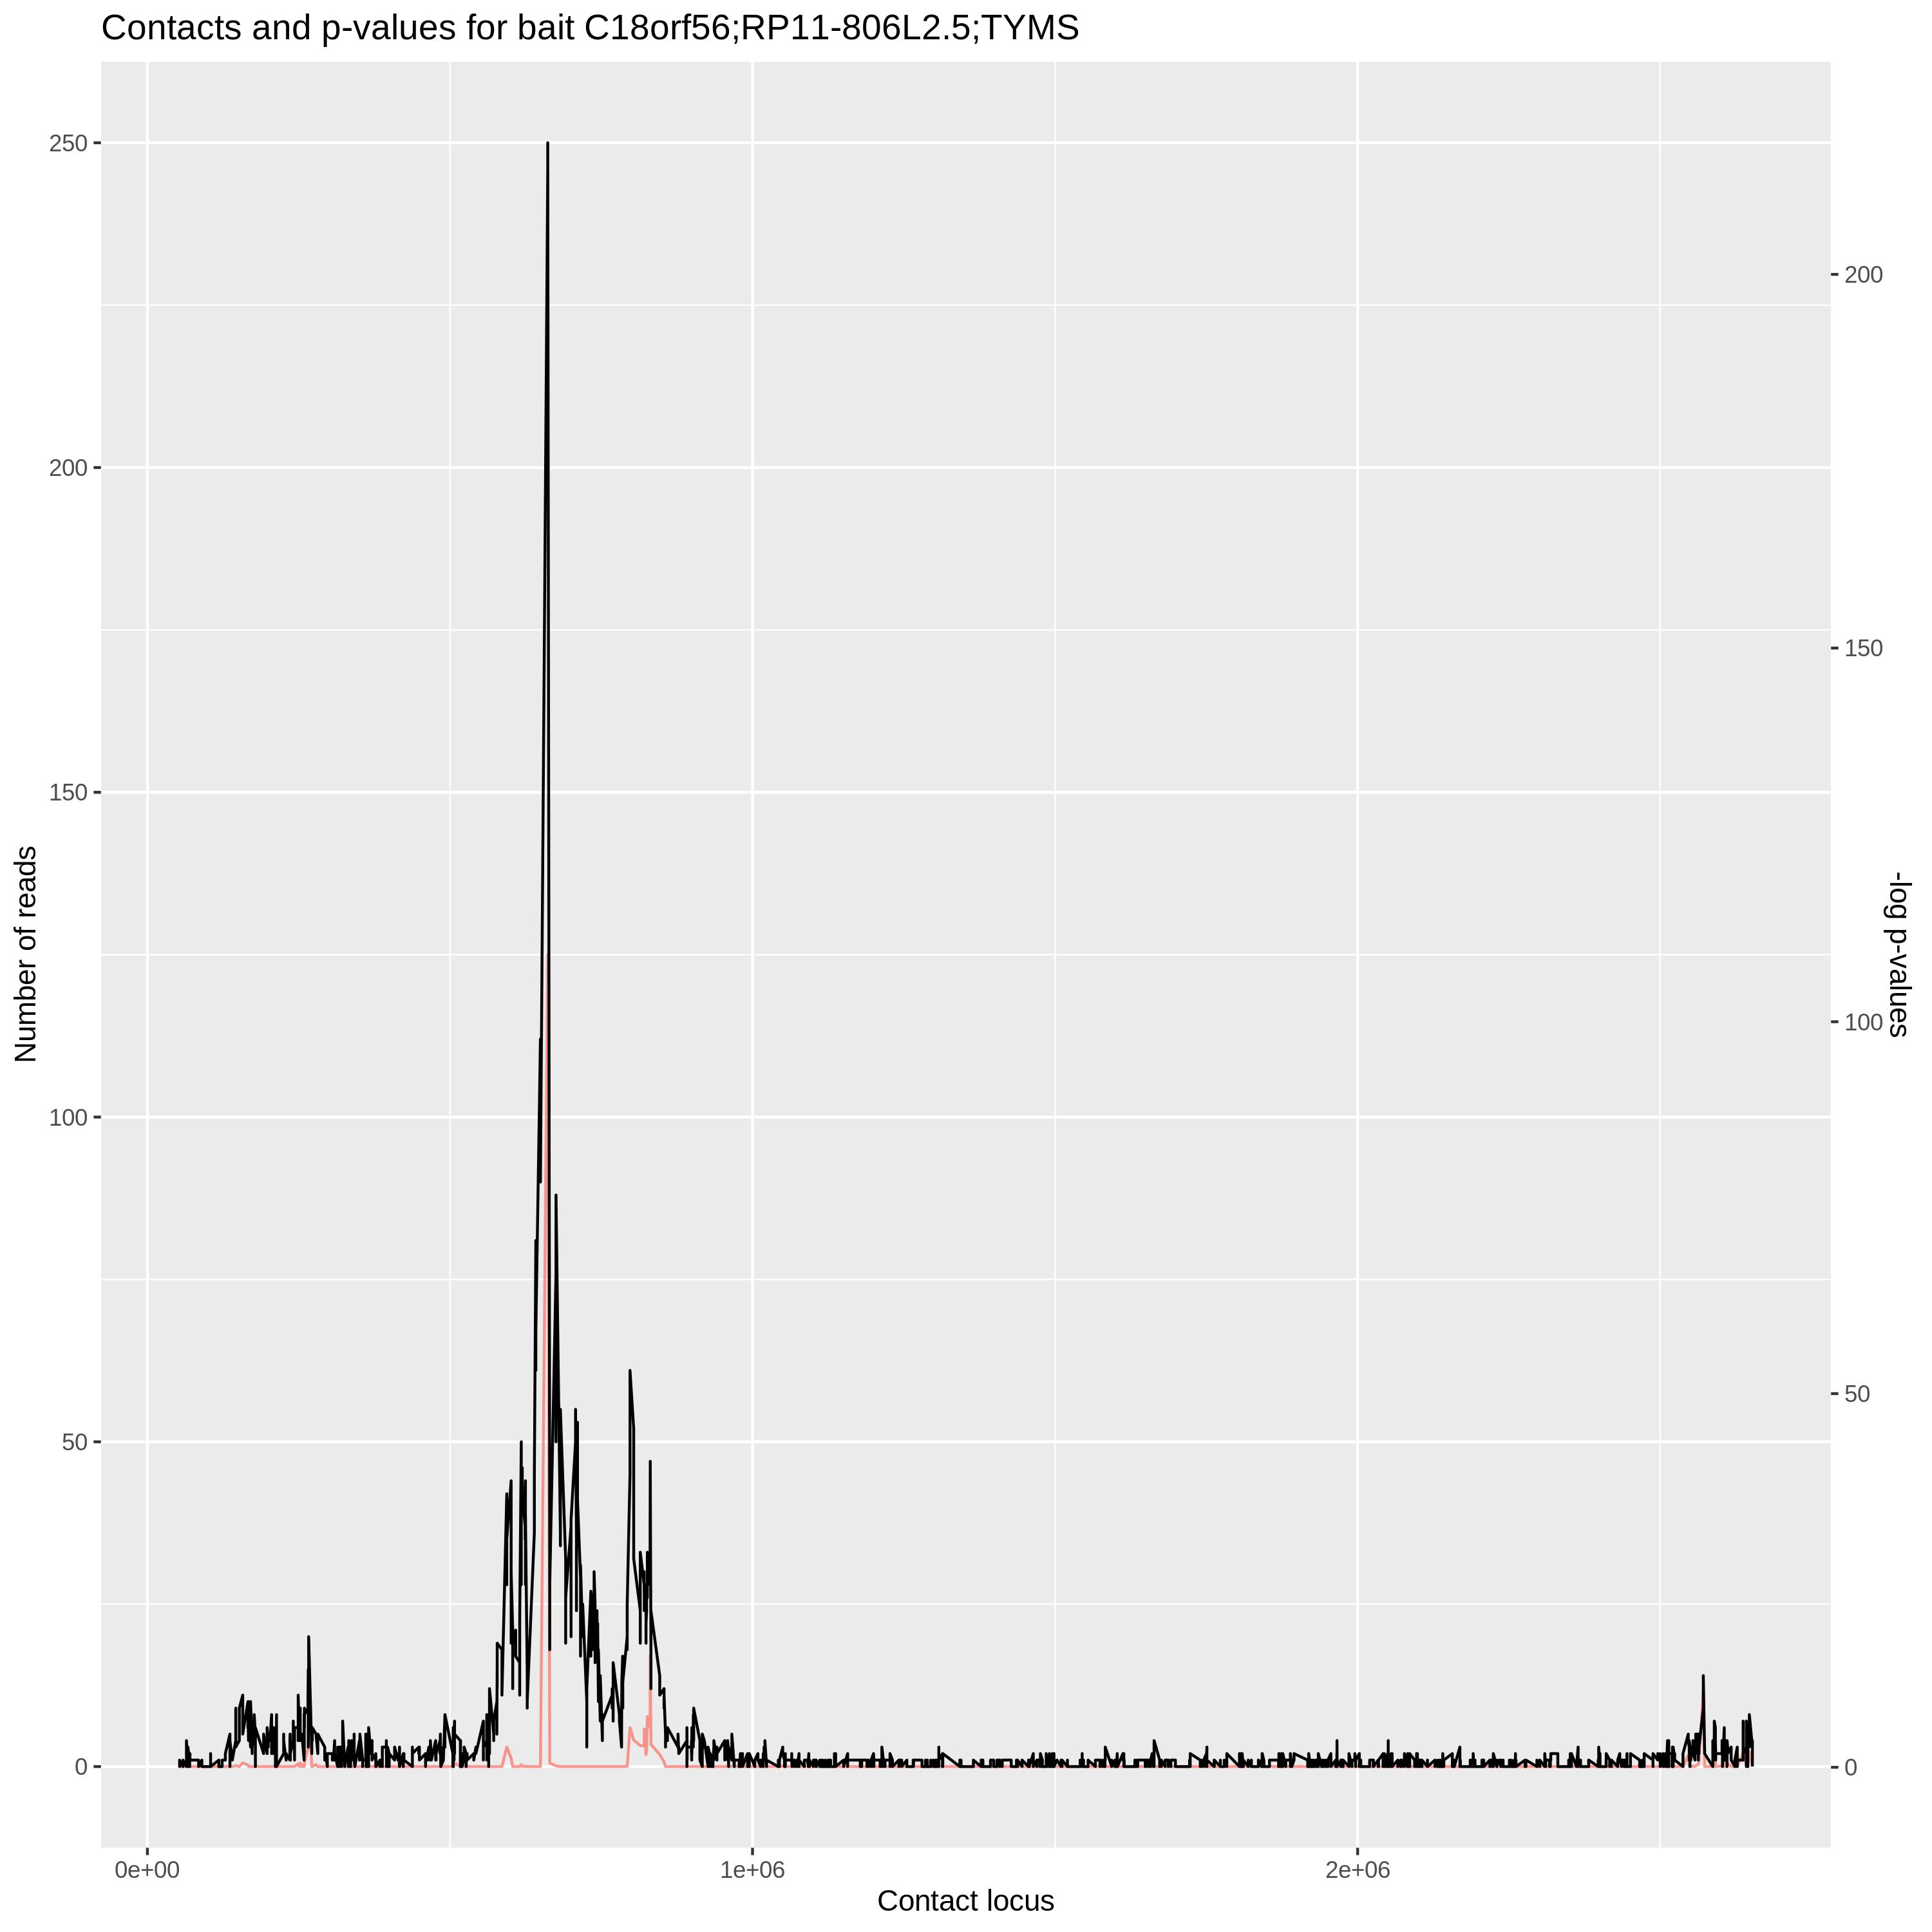 Contacts and p-values for bait C18orf56;RP11-806L2.5;TYMS
250
200
150
100
50
0
Number of reads
200
150
100
50
0
-log p-values
0e+00
1e+06
2e+06
Contact locus